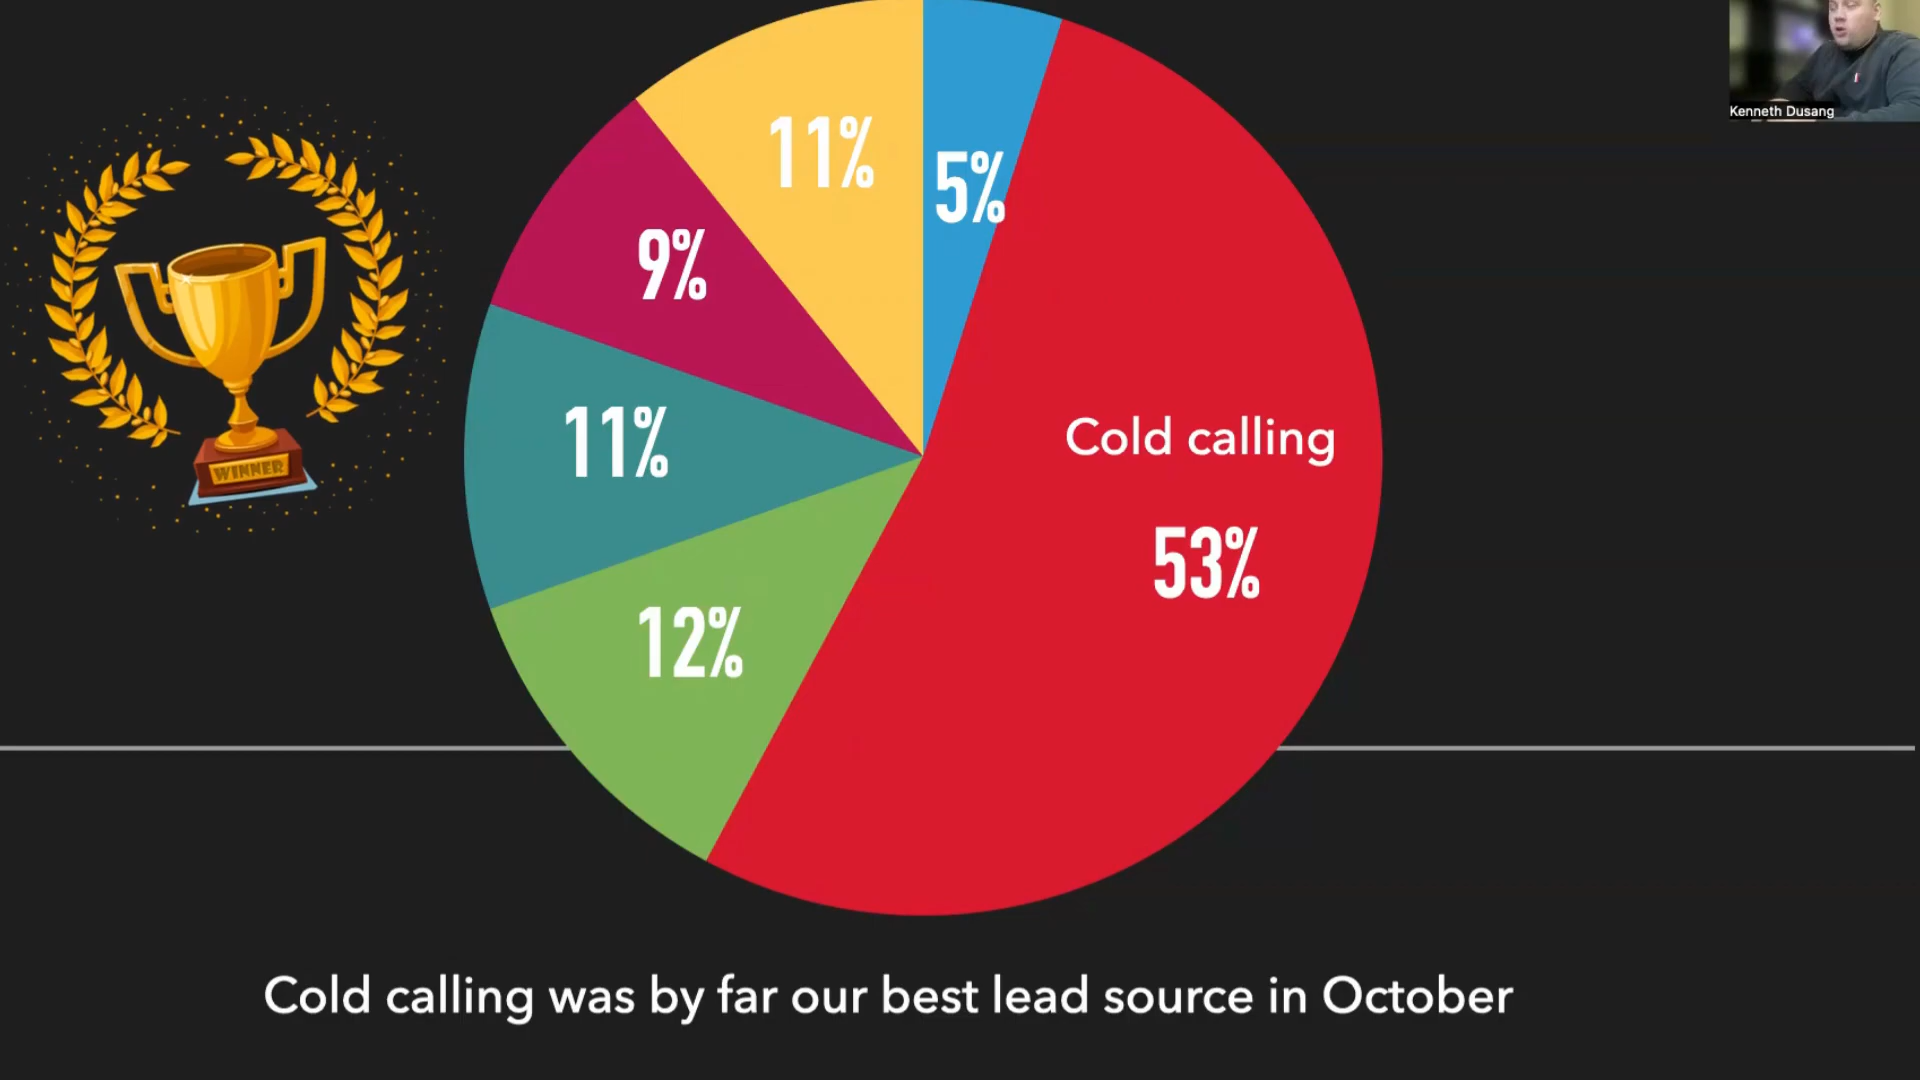 Kenneth Dusang
11%
5%
9%
11%
Cold calling
WINNER
53%
12%
Cold calling was by far our best lead source in October